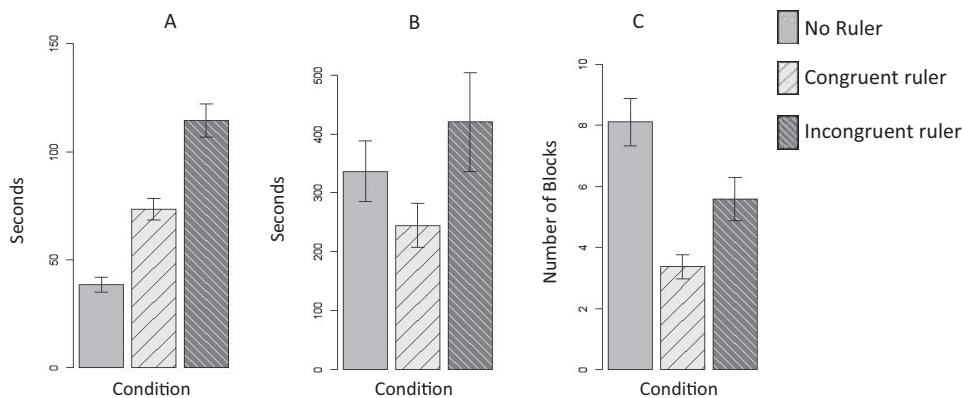 A
B
C
No Ruler
Congruent ruler
Incongruent ruler
150
100
50
0
Seconds
Condition
500
400
300
200
100
0
Seconds
Condition
10
8
6
4
2
0
Number of Blocks
Condition